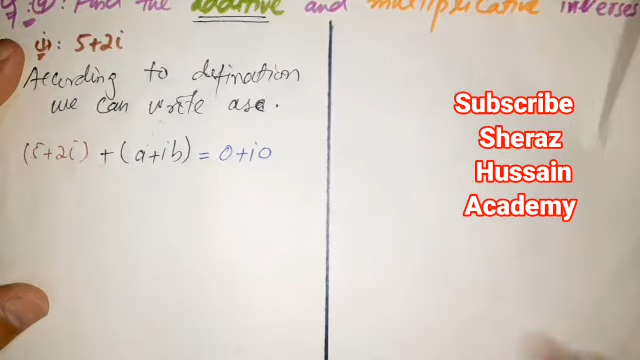 Find the additive and multiplicative inverses
(i): 5+2i
According to defination
we can write as.
(5+2i) + (a+ib) = 0+i0
Subscribe
Sheraz
Hussain
Academy